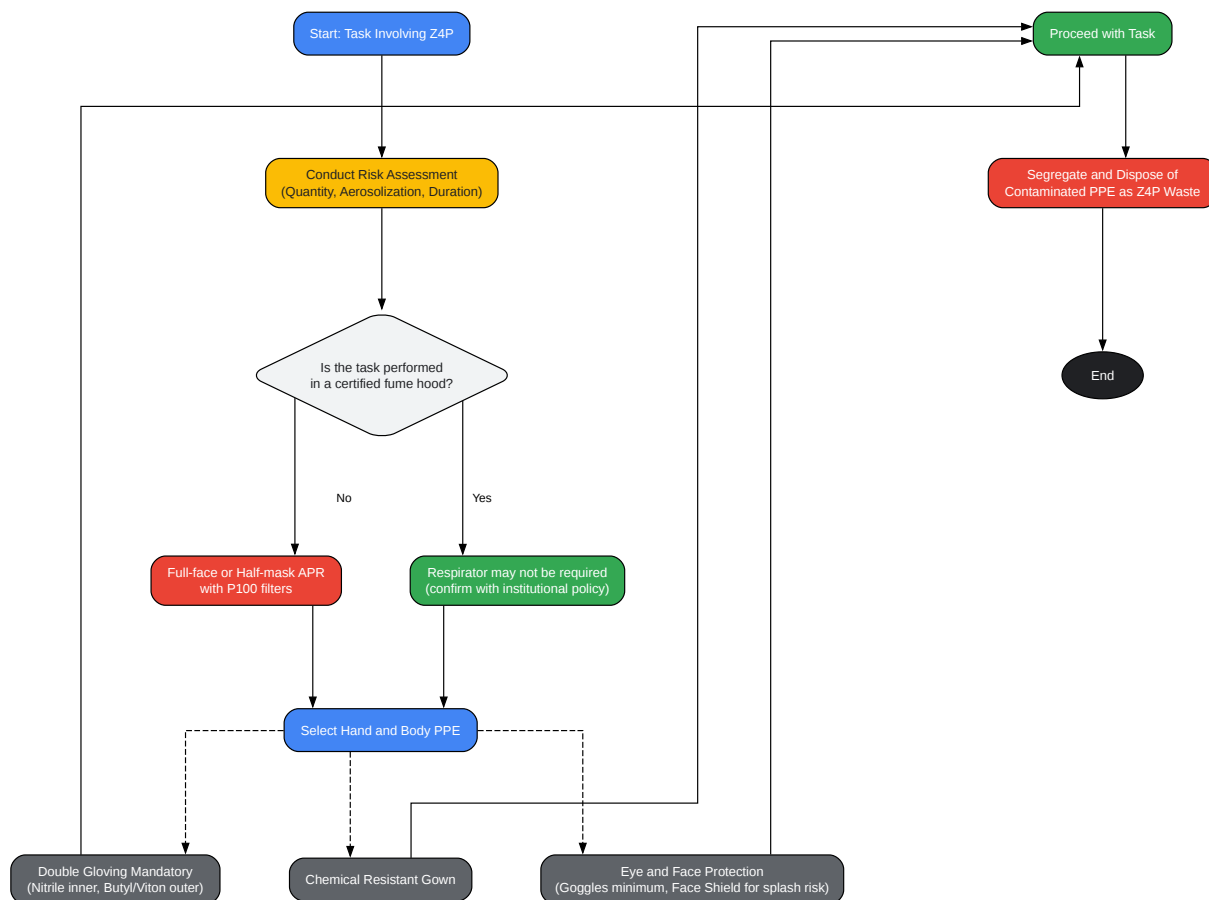 Start: Task Involving Z4P
Proceed with Task
Conduct Risk Assessment
(Quantity, Aerosolization, Duration)
Segregate and Dispose of
Contaminated PPE as Z4P Waste
Is the task performed
in a certified fume hood?
End
No
Yes
Full-face or Half-mask APR
with P100 filters
Respirator may not be required
(confirm with institutional policy)
Select Hand and Body PPE
Double Gloving Mandatory
(Nitrile inner, Butyl/Viton outer)
Chemical Resistant Gown
Eye and Face Protection
(Goggles minimum, Face Shield for splash risk)